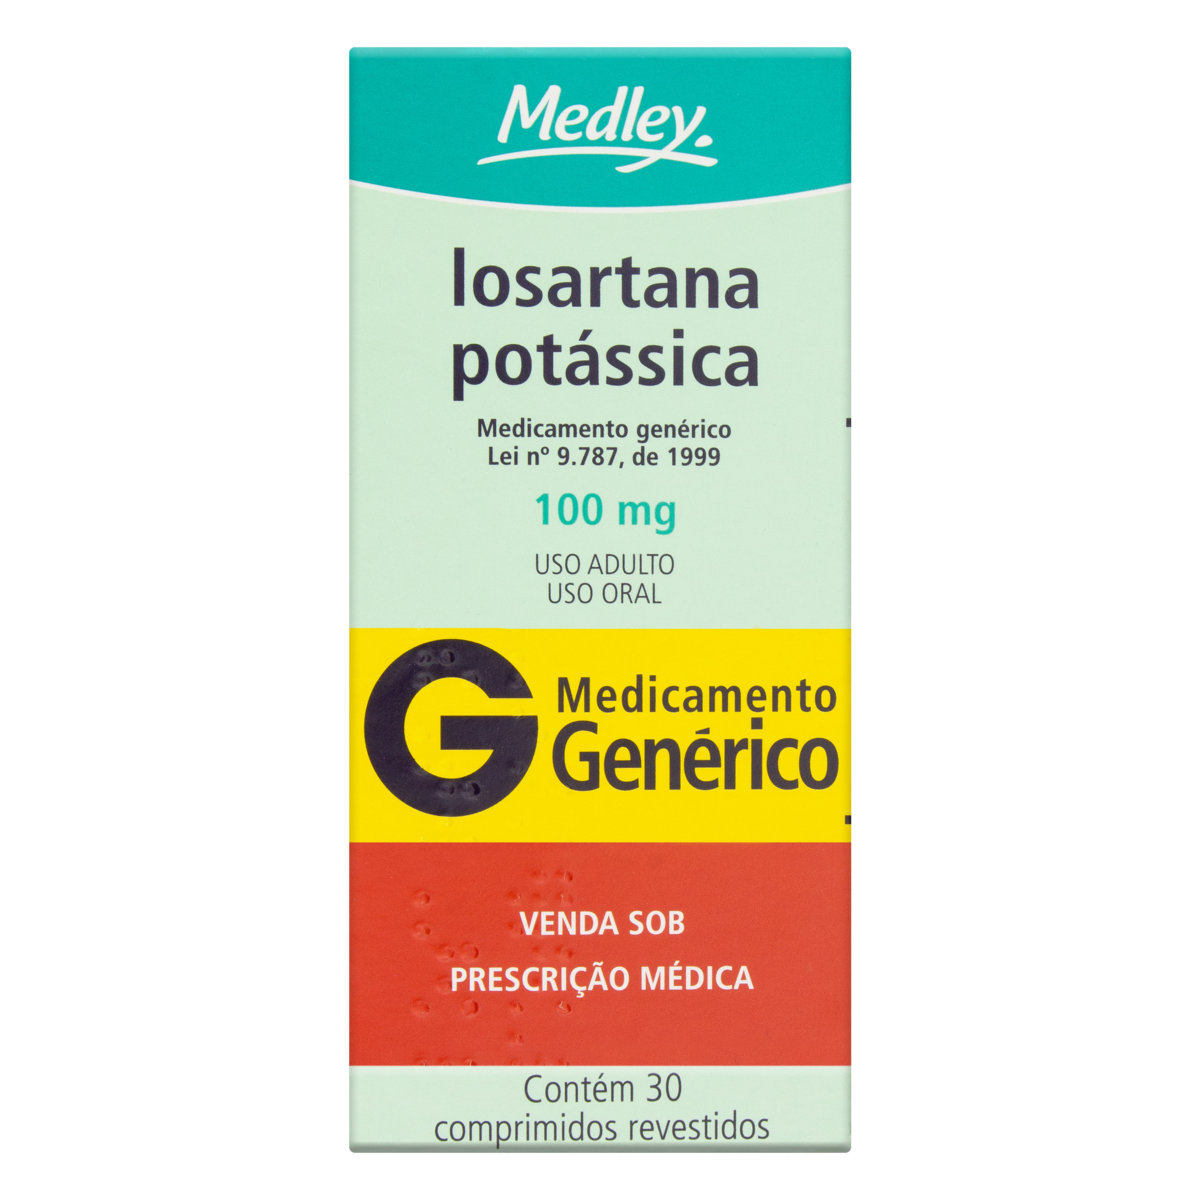 Medley.
losartana
potássica
Medicamento genérico
Lei nº 9.787, de 1999
100 mg
USO ADULTO
USO ORAL
G
Medicamento
Genérico
VENDA SOB
PRESCRIÇÃO MÉDICA
Contém 30
comprimidos revestidos